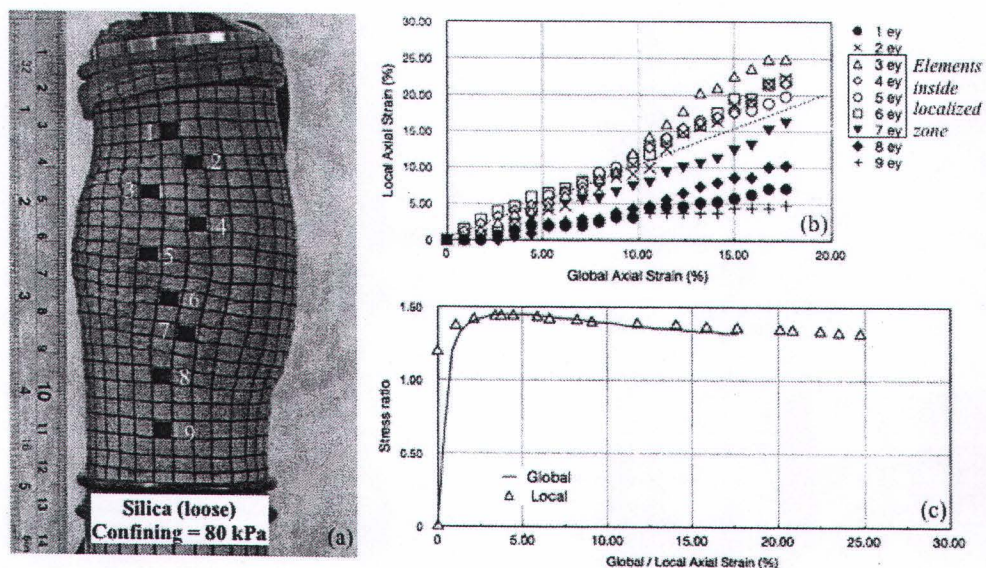 1
2
3
4
5
6
7
8
9
Silica (loose)
Confining = 80 kPa
(a)
30.00
25.00
20.00
15.00
10.00
5.00
0
Local Axial Strain (%)
5.00
10.00
15.00
20.00
Global Axial Strain (%)
(b)
1 ey
2 ey
3 ey
4 ey
5 ey
6 ey
7 ey
8 ey
9 ey
Elements
inside
localized
zone
1.50
1.00
0.50
0
Stress ratio
Global
Local
(c)
0
5.00
10.00
15.00
20.00
25.00
30.00
Global / Local Axial Strain (%)